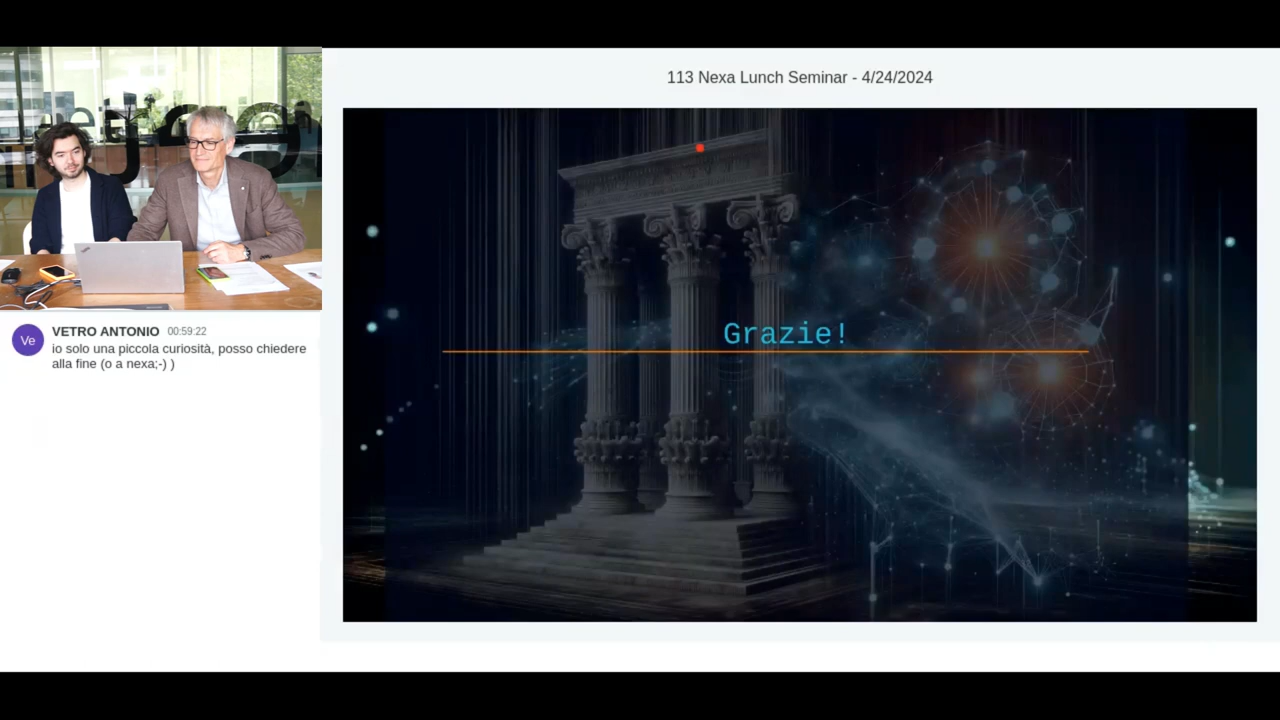 113 Nexa Lunch Seminar - 4/24/2024
Grazie!
Ve
VETRO ANTONIO 00:59:22
io solo una piccola curiosità, posso chiedere
alla fine (o a nexa;-) )